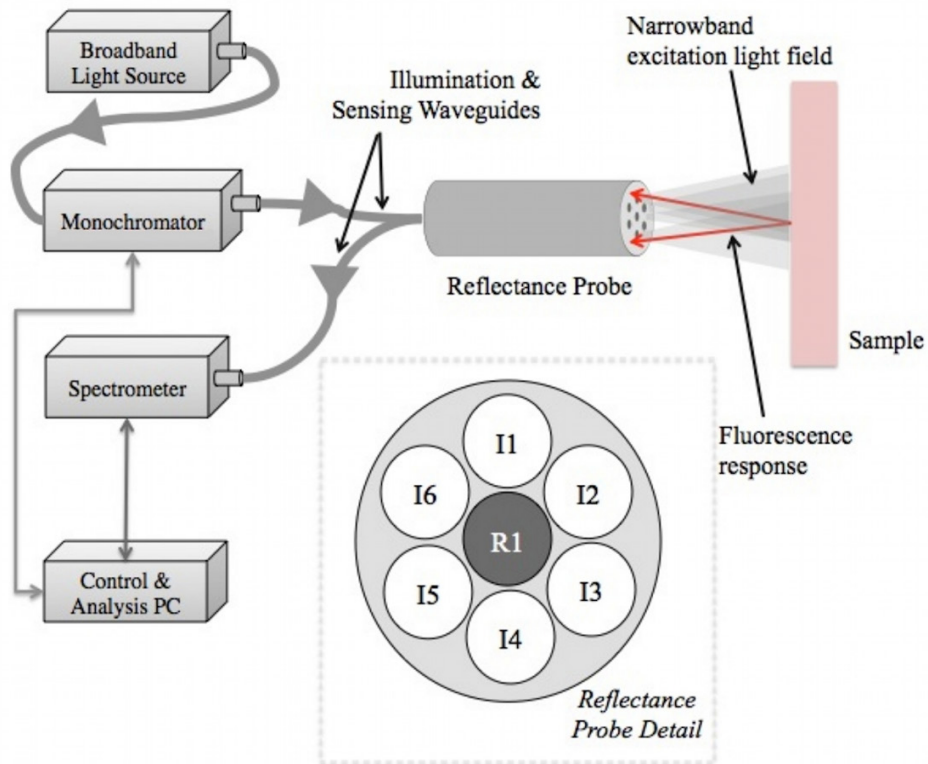 Broadband
Light Source
Narrowband
excitation light field
Illumination &
Sensing Waveguides
Monochromator
Reflectance Probe
Sample
Spectrometer
Fluorescence
response
Control &
Analysis PC
I1
I6
I2
R1
I5
I3
I4
Reflectance
Probe Detail